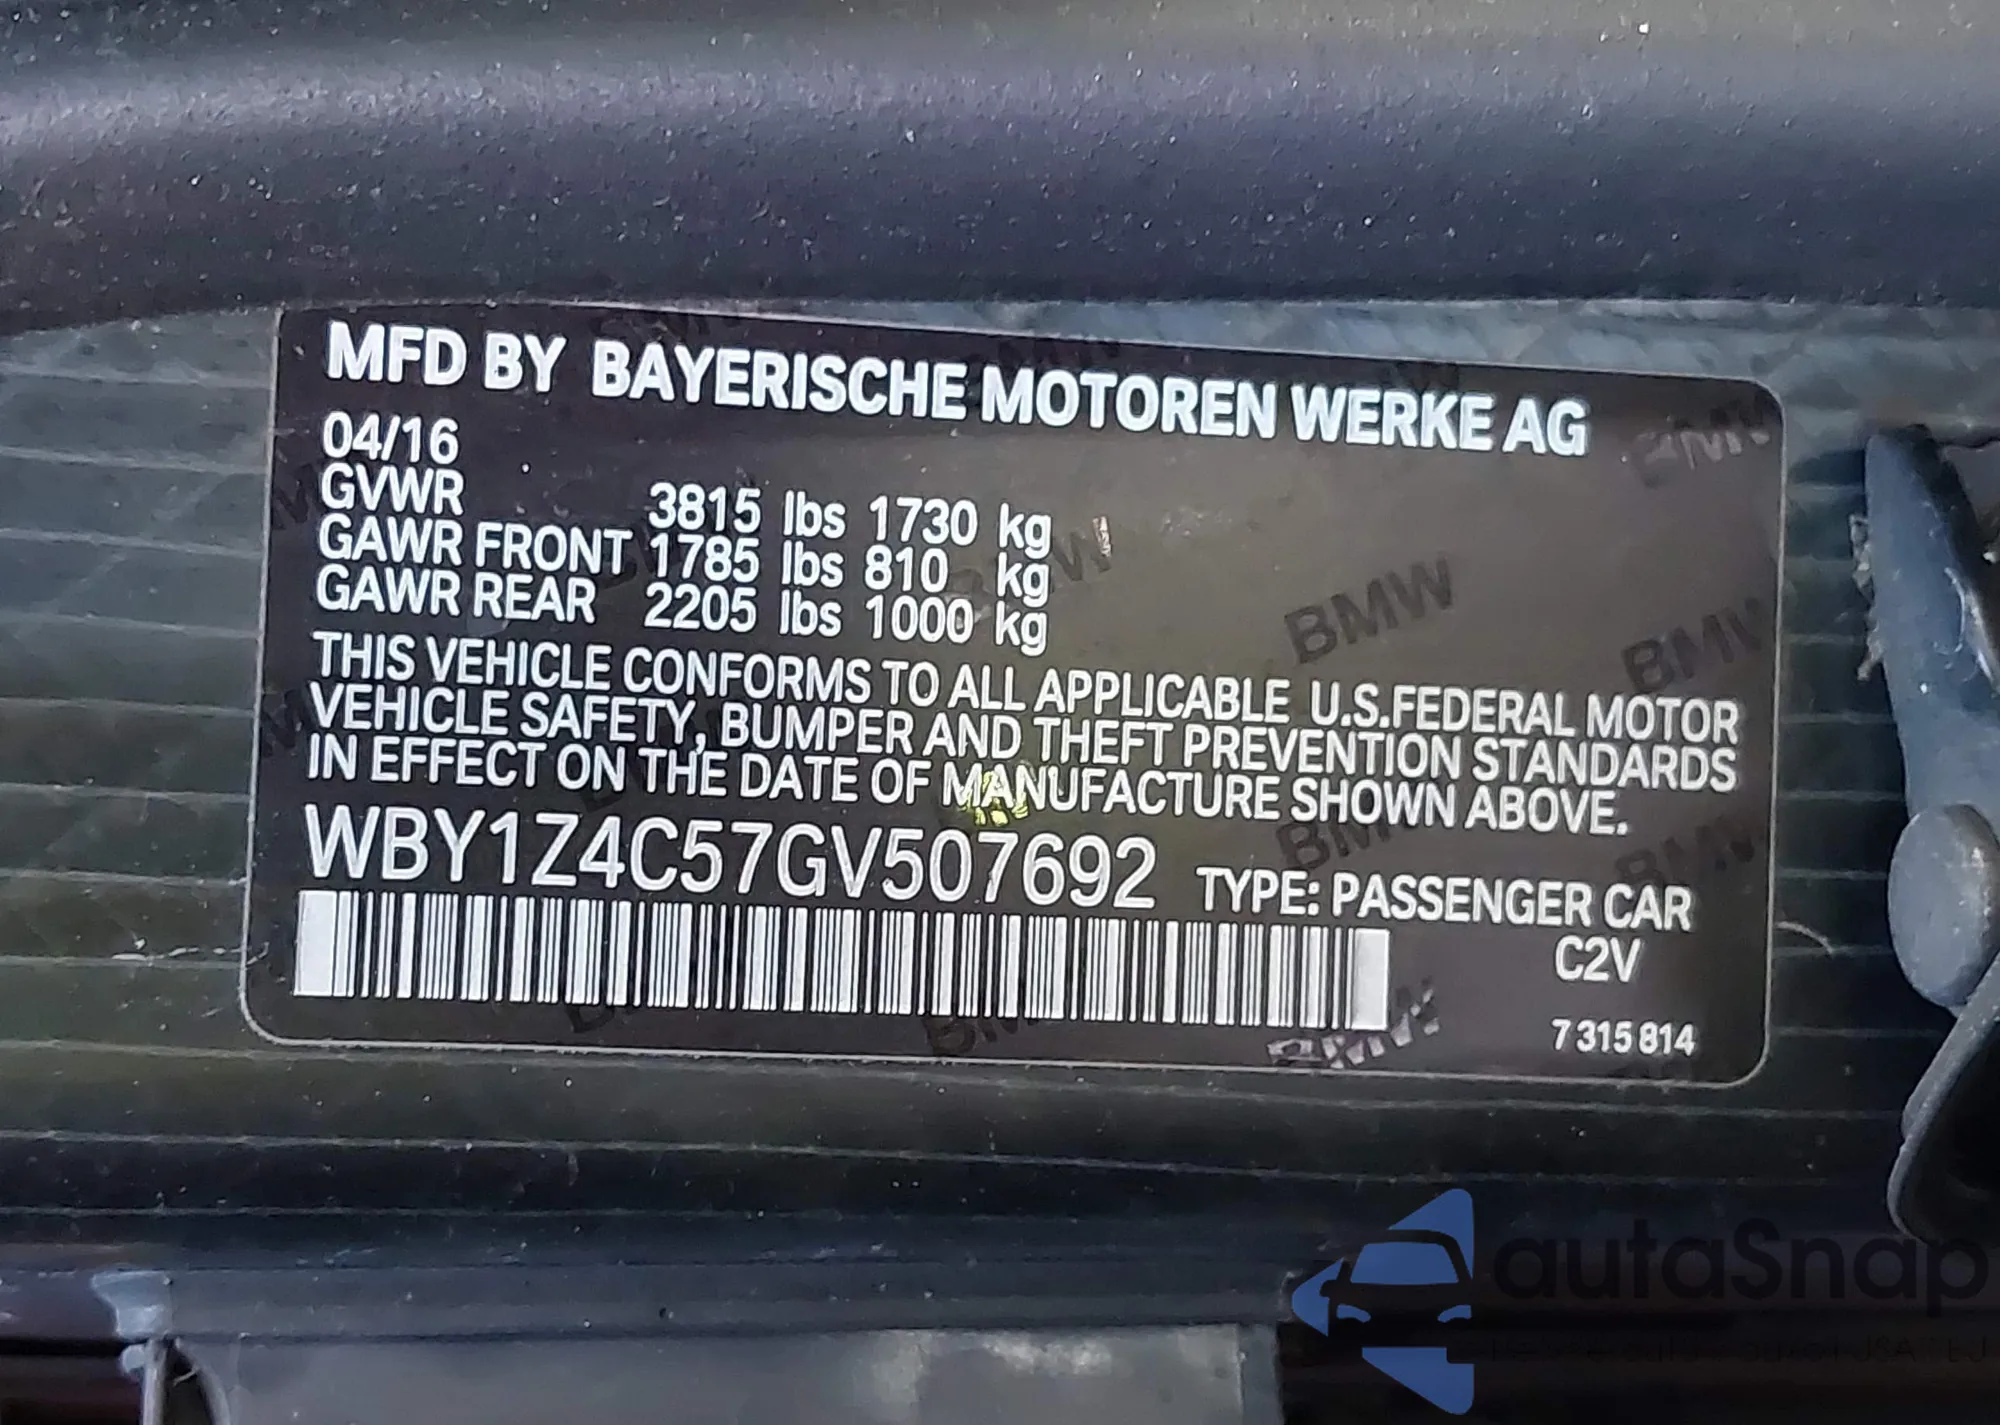 MFD BY BAYERISCHE MOTOREN WERKE AG
04/16
GVWR 3815 lbs 1730 kg
GAWR FRONT 1785 lbs 810 kg
GAWR REAR 2205 lbs 1000 kg
THIS VEHICLE CONFORMS TO ALL APPLICABLE U.S.FEDERAL MOTOR
VEHICLE SAFETY, BUMPER AND THEFT PREVENTION STANDARDS
IN EFFECT ON THE DATE OF MANUFACTURE SHOWN ABOVE.
WBY1Z4C57GV507692 TYPE: PASSENGER CAR
C2V
7 315 814
BMW
BMW
autaSnap